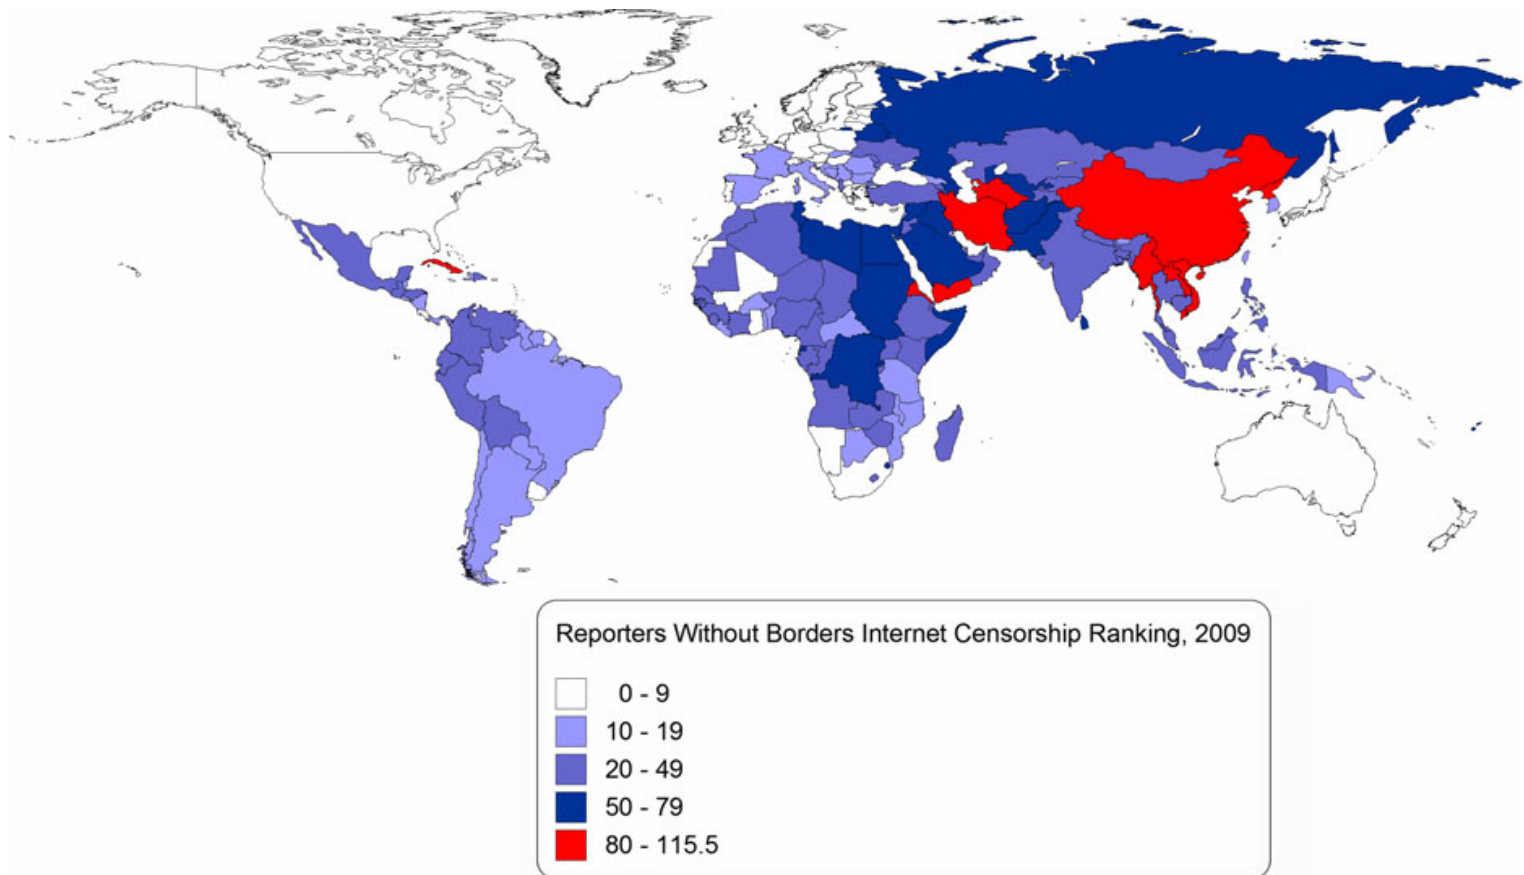 Reporters Without Borders Internet Censorship Ranking, 2009
0 - 9
10 - 19
20 - 49
50 - 79
80 - 115.5